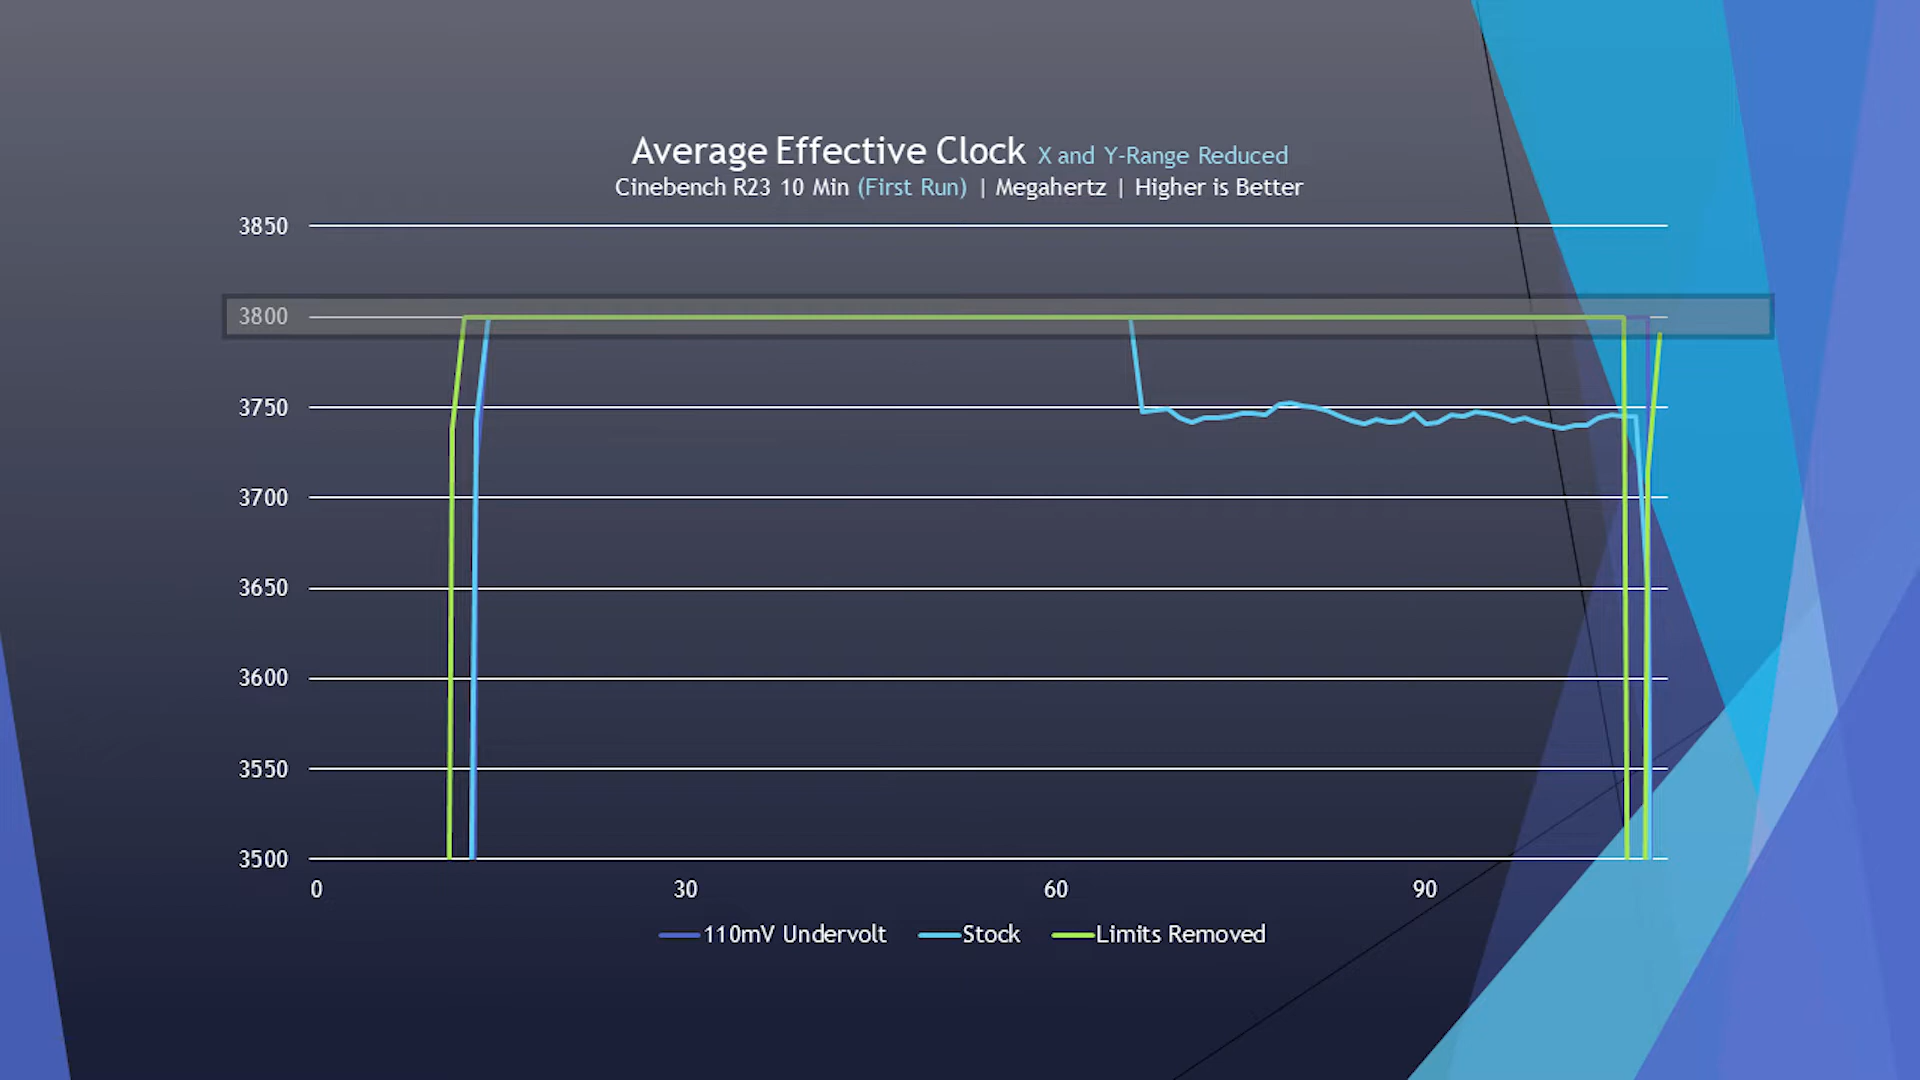 Average Effective Clock X and Y-Range Reduced
Cinebench R23 10 Min (First Run) | Megahertz | Higher is Better
3850
3800
3750
3700
3650
3600
3550
3500
0 30 60 90
110mV Undervolt Stock Limits Removed